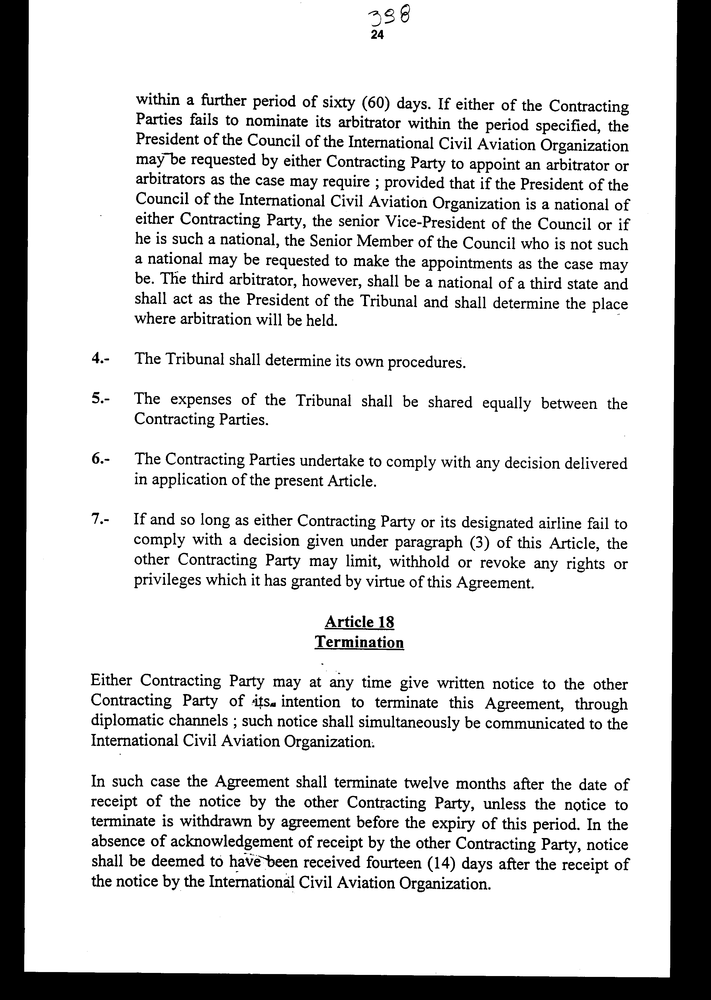 398
24
within a further period of sixty (60) days. If either of the Contracting
Parties fails to nominate its arbitrator within the period specified, the
President of the Council of the International Civil Aviation Organization
may be requested by either Contracting Party to appoint an arbitrator or
arbitrators as the case may require ; provided that if the President of the
Council of the International Civil Aviation Organization is a national of
either Contracting Party, the senior Vice-President of the Council or if
he is such a national, the Senior Member of the Council who is not such
a national may be requested to make the appointments as the case may
be. The third arbitrator, however, shall be a national of a third state and
shall act as the President of the Tribunal and shall determine the place
where arbitration will be held.
4.- The Tribunal shall determine its own procedures.
5.- The expenses of the Tribunal shall be shared equally between the
Contracting Parties.
6.- The Contracting Parties undertake to comply with any decision delivered
in application of the present Article.
7.- If and so long as either Contracting Party or its designated airline fail to
comply with a decision given under paragraph (3) of this Article, the
other Contracting Party may limit, withhold or revoke any rights or
privileges which it has granted by virtue of this Agreement.
Article 18
Termination
Either Contracting Party may at any time give written notice to the other
Contracting Party of its intention to terminate this Agreement, through
diplomatic channels ; such notice shall simultaneously be communicated to the
International Civil Aviation Organization.
In such case the Agreement shall terminate twelve months after the date of
receipt of the notice by the other Contracting Party, unless the notice to
terminate is withdrawn by agreement before the expiry of this period. In the
absence of acknowledgement of receipt by the other Contracting Party, notice
shall be deemed to have been received fourteen (14) days after the receipt of
the notice by the International Civil Aviation Organization.